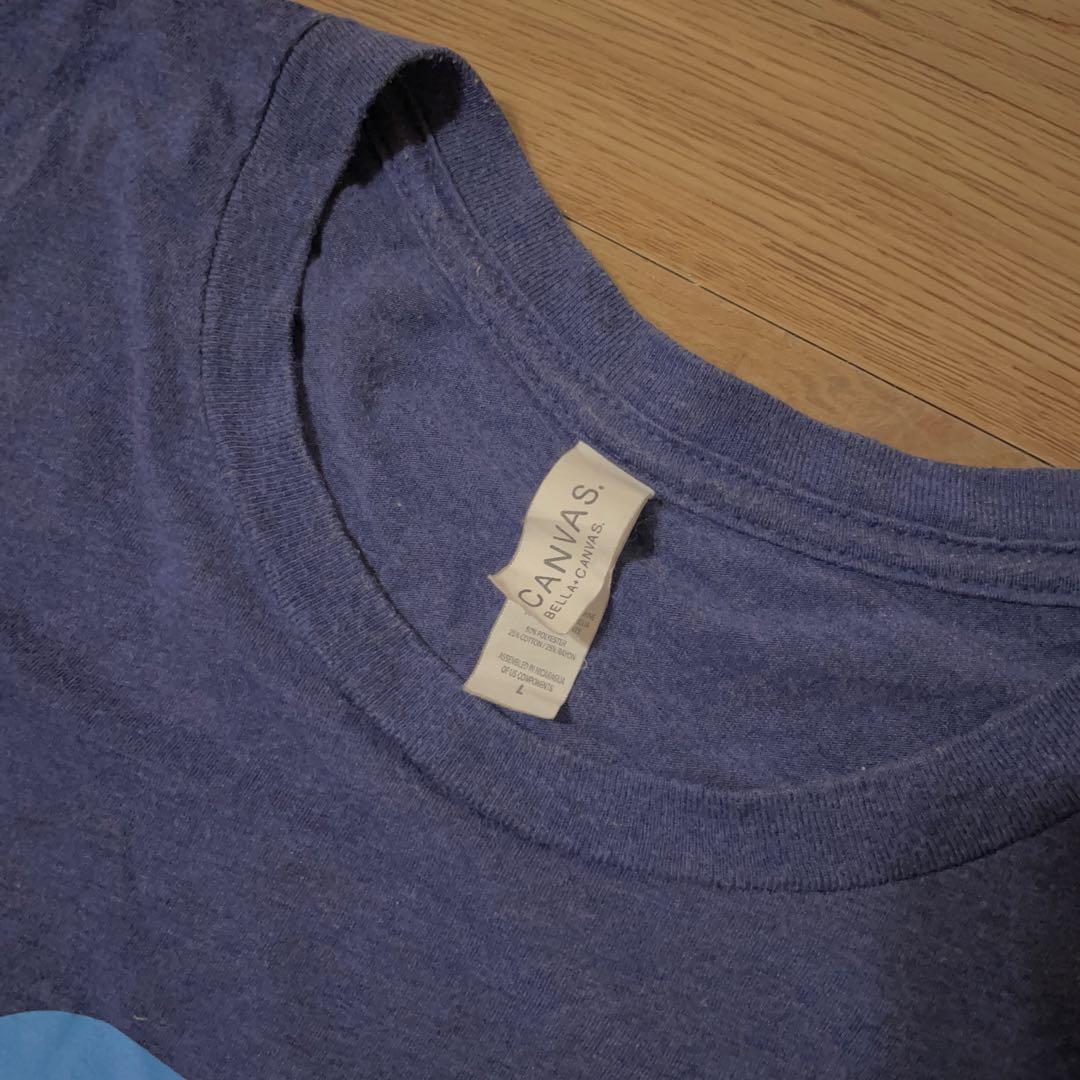 CANVAS.
BELLA+CANVAS.
50% POLYESTER
25% COTTON / 25% RAYON
ASSEMBLED IN NICARAGUA
OF US COMPONENTS
L